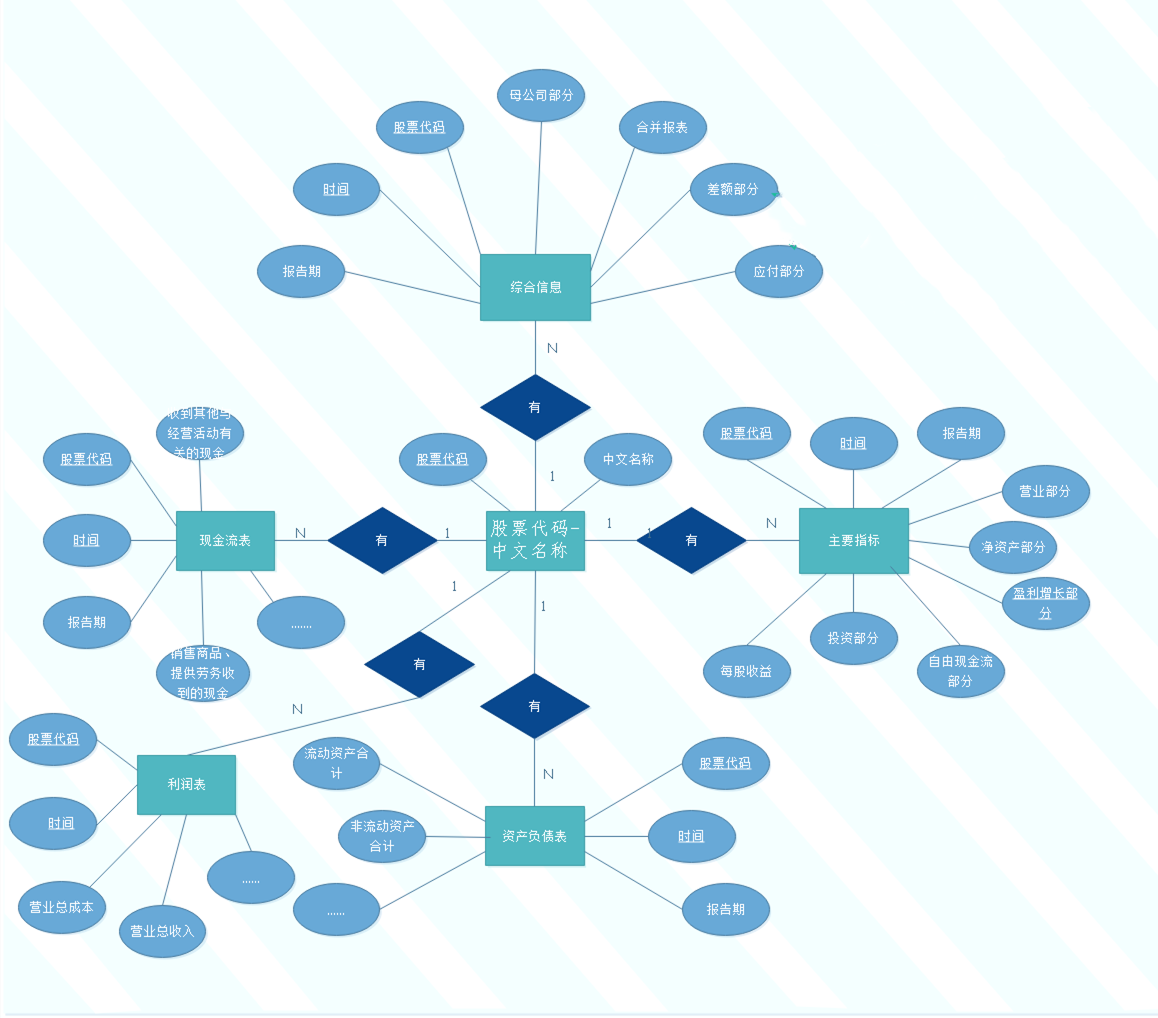 母公司部分
股票代码
合并报表
时间
差额部分
报告期
应付部分
综合信息
N
有
1
收到其他与
经营活动有
关的现金
股票代码
时间
报告期
现金流表
销售商品、
提供劳务收
到的现金
.......
N
有
1
股票代码
中文名称
股票代码-
中文名称
1
1
有
N
股票代码
时间
报告期
营业部分
净资产部分
盈利增长部
分
主要指标
投资部分
每股收益
自由现金流
部分
1
有
N
股票代码
时间
利润表
营业总成本
营业总收入
......
1
有
N
流动资产合
计
非流动资产
合计
......
资产负债表
股票代码
时间
报告期